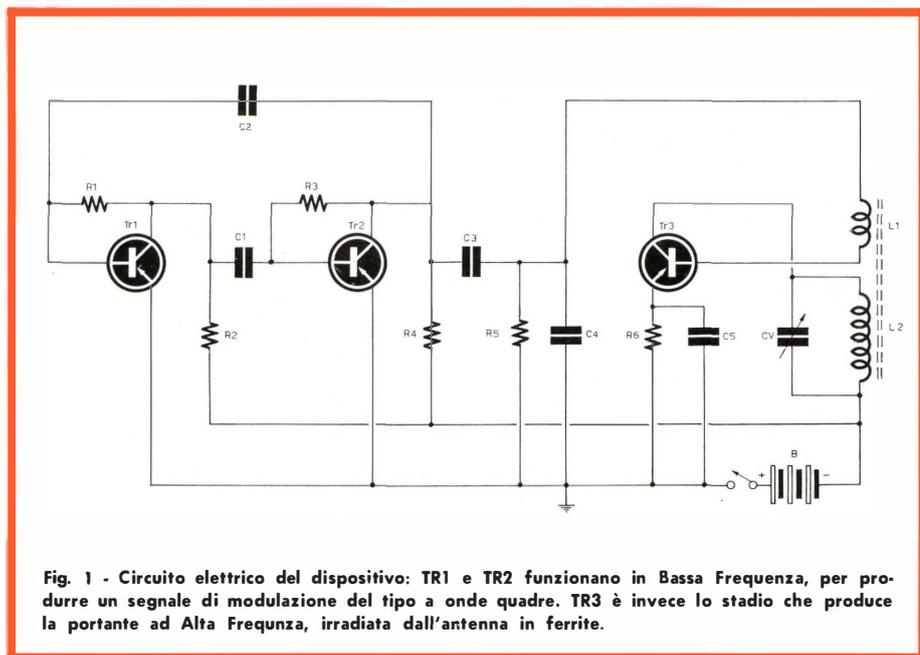 C2
R1
R3
Tr1
C1
Tr2
C3
Tr3
L1
R2
R4
R5
C4
R6
C5
CV
L2
B
+
-
Fig. 1 - Circuito elettrico del dispositivo: TR1 e TR2 funzionano in Bassa Frequenza, per pro-
durre un segnale di modulazione del tipo a onde quadre. TR3 è invece lo stadio che produce
la portante ad Alta Frequnza, irradiata dall'antenna in ferrite.